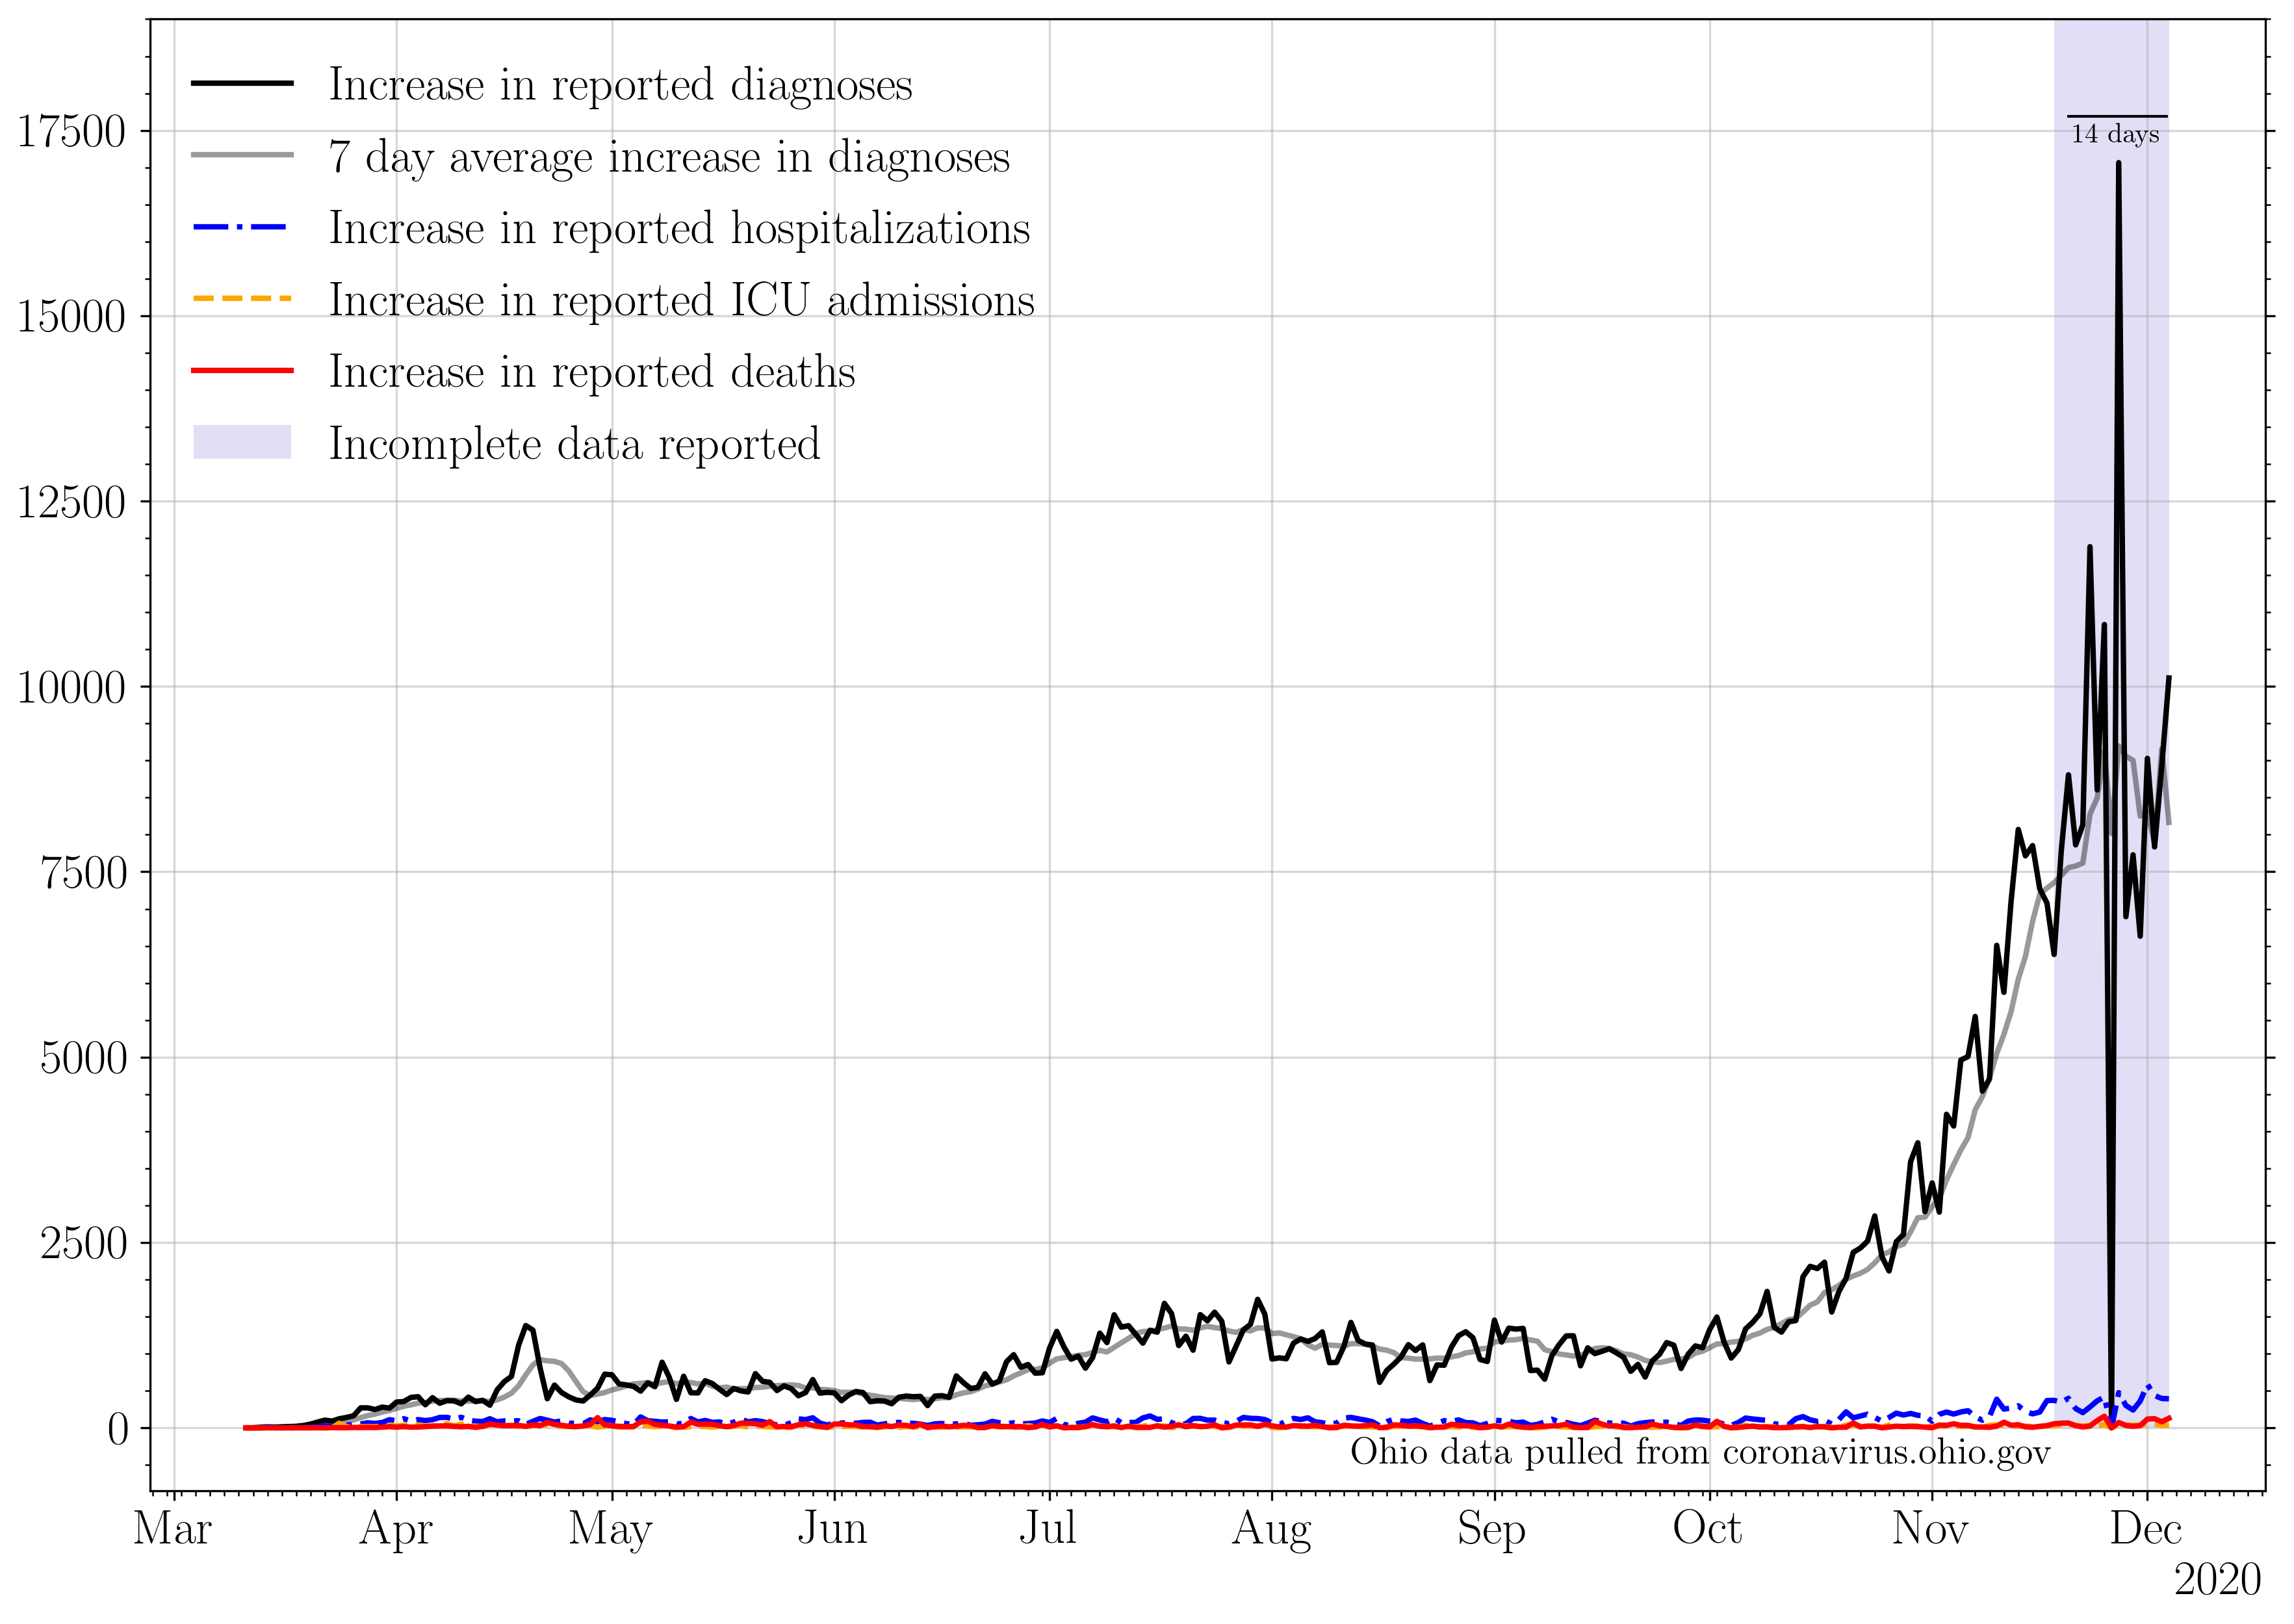 Increase in reported diagnoses
7 day average increase in diagnoses
Increase in reported hospitalizations
Increase in reported ICU admissions
Increase in reported deaths
Incomplete data reported
14 days
17500
15000
12500
10000
7500
5000
2500
0
Ohio data pulled from coronavirus.ohio.gov
Mar Apr May Jun Jul Aug Sep Oct Nov Dec
2020